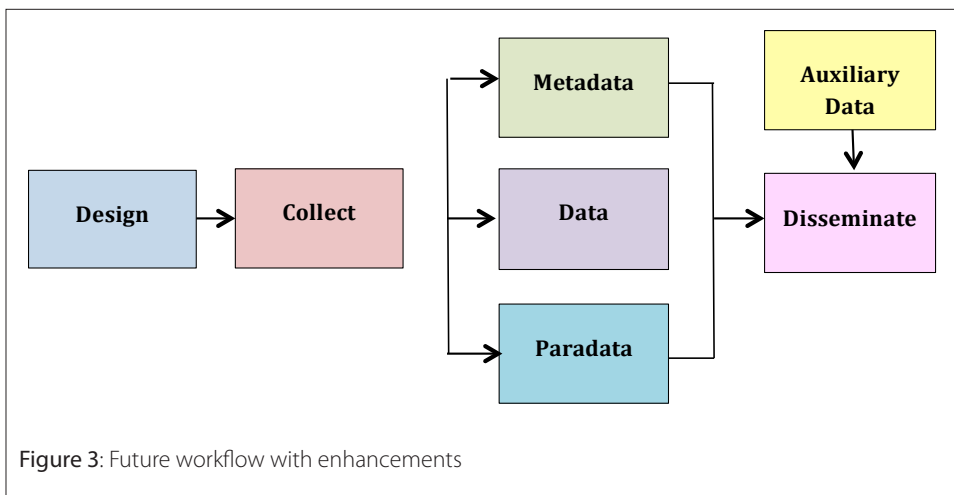 Design
Collect
Metadata
Data
Paradata
Auxiliary
Data
Disseminate
Figure 3: Future workflow with enhancements